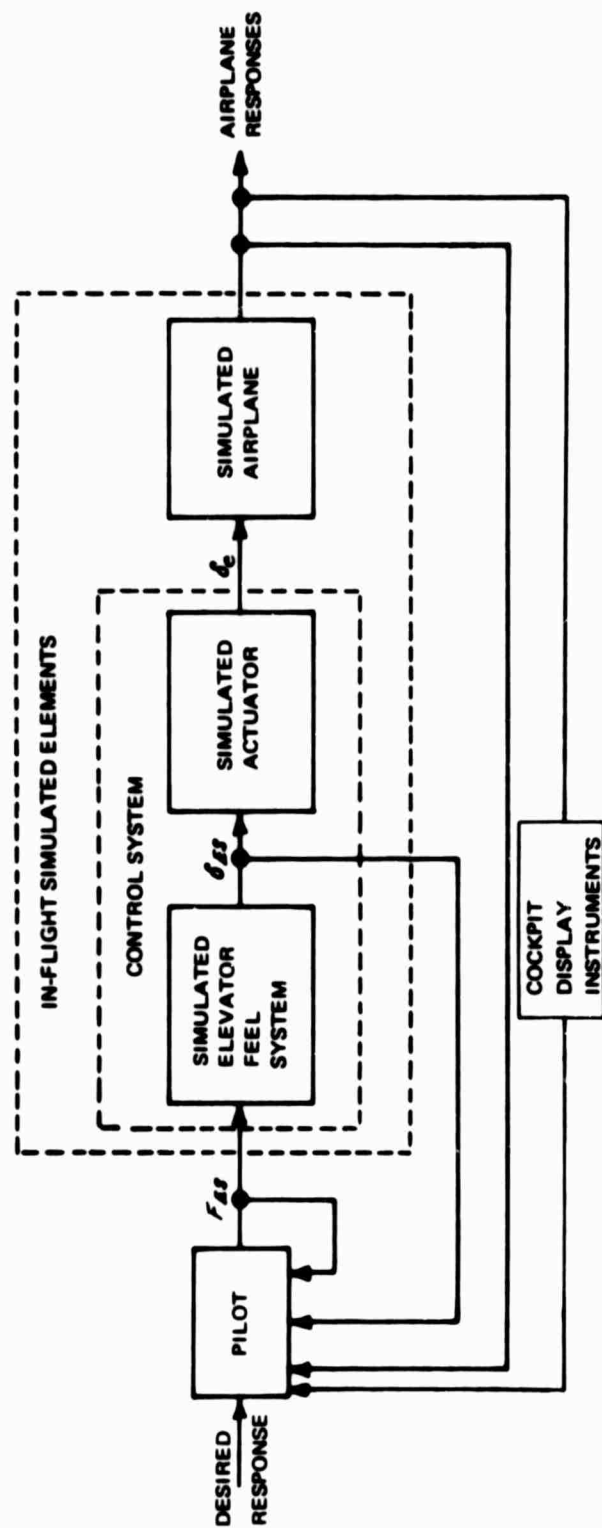 IN-FLIGHT SIMULATED ELEMENTS
CONTROL SYSTEM
DESIRED
RESPONSE
PILOT
F_ES
SIMULATED
ELEVATOR
FEEL
SYSTEM
δ_ES
SIMULATED
ACTUATOR
δ_e
SIMULATED
AIRPLANE
AIRPLANE
RESPONSES
COCKPIT
DISPLAY
INSTRUMENTS